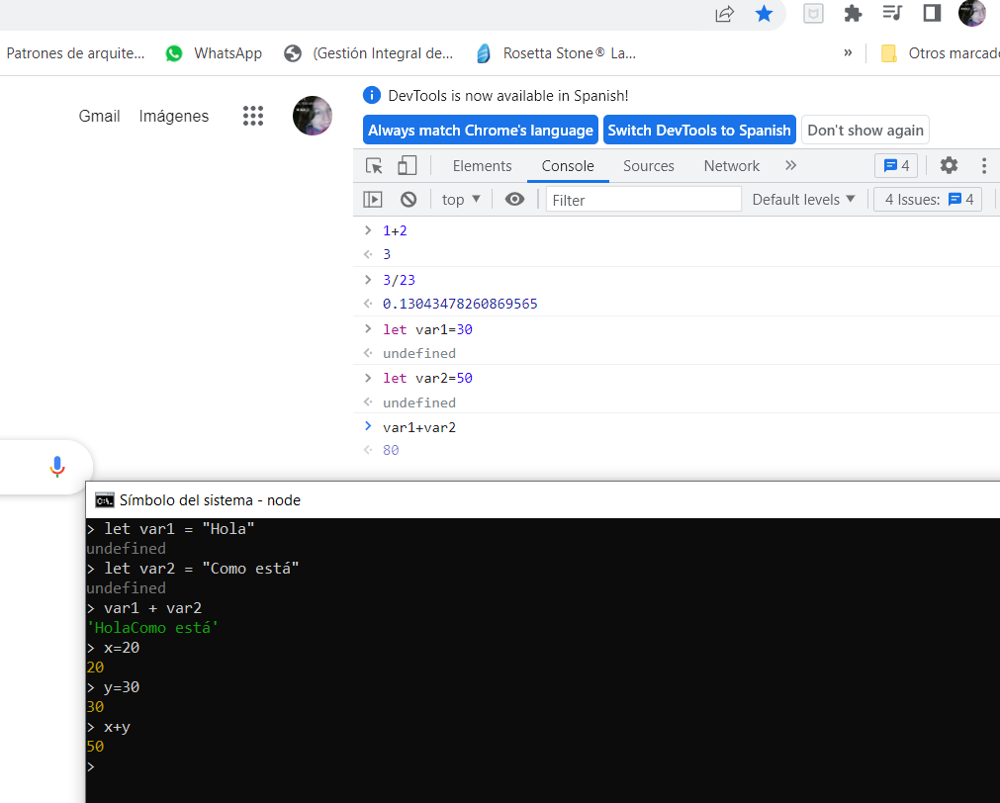 Patrones de arquite... WhatsApp (Gestión Integral de... Rosetta Stone® La... » Otros marcado
Gmail Imágenes
DevTools is now available in Spanish!
Always match Chrome's language Switch DevTools to Spanish Don't show again
Elements Console Sources Network » 4
top ▼ Filter Default levels ▼ 4 Issues: 4
> 1+2
<· 3
> 3/23
<· 0.13043478260869565
> let var1=30
<· undefined
> let var2=50
<· undefined
> var1+var2
<· 80
C:\. Símbolo del sistema - node
> let var1 = "Hola"
undefined
> let var2 = "Como está"
undefined
> var1 + var2
'HolaComo está'
> x=20
20
> y=30
30
> x+y
50
>